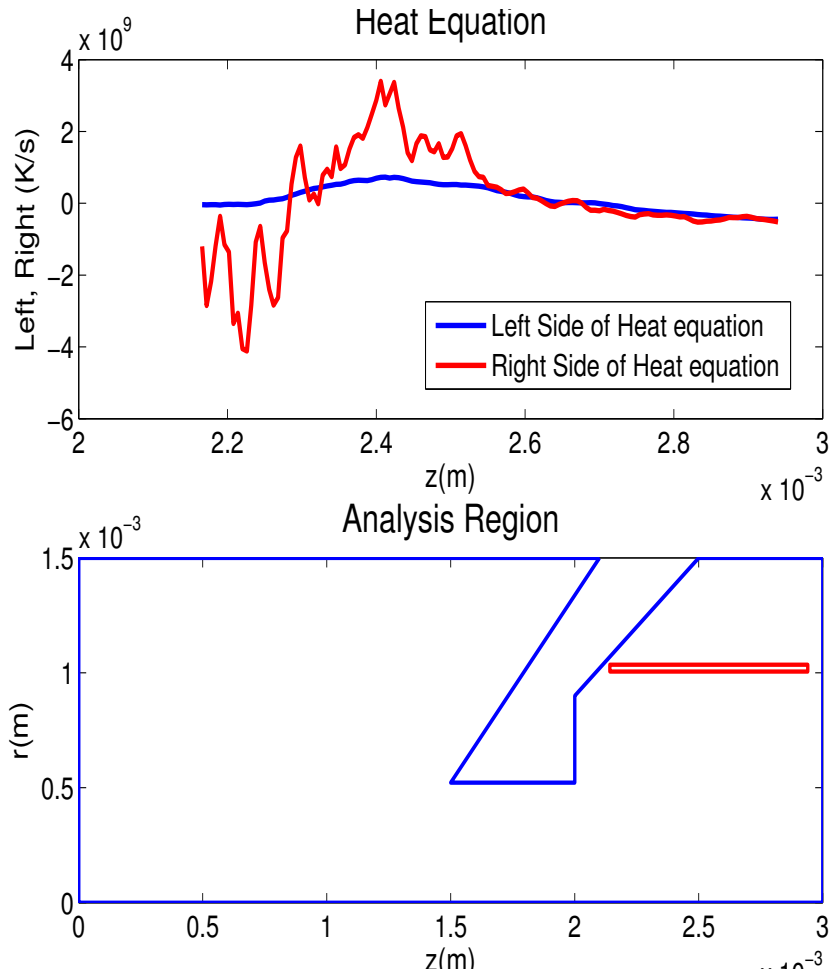 Heat Equation
x 10⁹
4
2
0
−2
−4
−6
Left, Right (K/s)
Left Side of Heat equation
Right Side of Heat equation
2 2.2 2.4 2.6 2.8 3
z(m)
x 10⁻³
Analysis Region
x 10⁻³
1.5
1
0.5
0
r(m)
0 0.5 1 1.5 2 2.5 3
z(m)
x 10⁻³